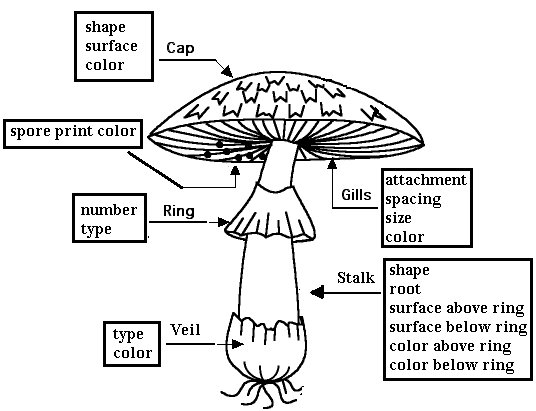 shape
surface
color
Cap
spore print color
number
type
Ring
Gills
attachment
spacing
size
color
Stalk
shape
root
surface above ring
surface below ring
color above ring
color below ring
type
color
Veil